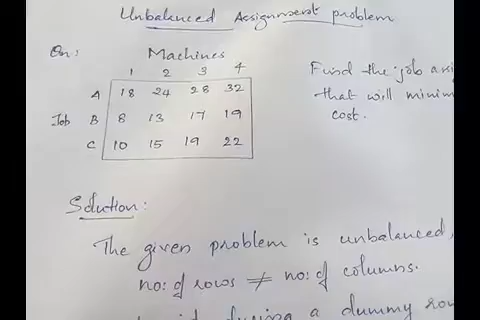 Unbalanced Assignment problem
Qn: Machines
1 2 3 4
A 18 24 28 32
Job B 8 13 17 19
C 10 15 19 22
Find the job
that will
cost.
Solution:
The given problem is unbalanced,
no: of rows ≠ no: of columns.
a dummy